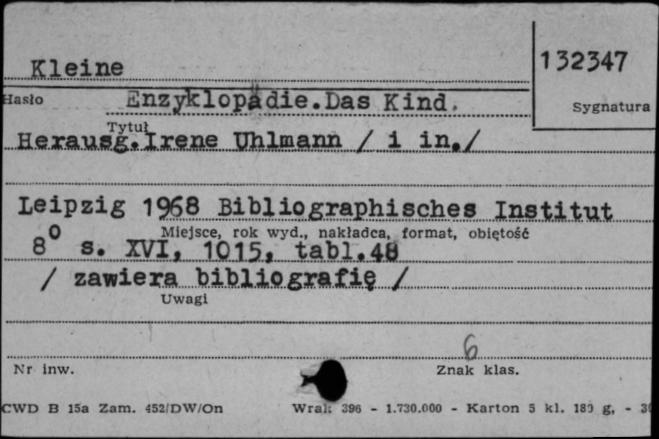 Kleine
132347
Hasło
Enzyklopädie.Das Kind.
Sygnatura
Tytuł
Herausg.Irene Uhlmann / i in./
Leipzig 1968 Bibliographisches Institut
Miejsce, rok wyd., nakładca, format, objętość
8⁰ s. XVI, 1015, tabl.48
/ zawiera bibliografię /
Uwagi
6
Nr inw.
Znak klas.
CWD B 15a Zam. 452/DW/On
396 - 1.730.000 - Karton 5 kl. 180 g, -